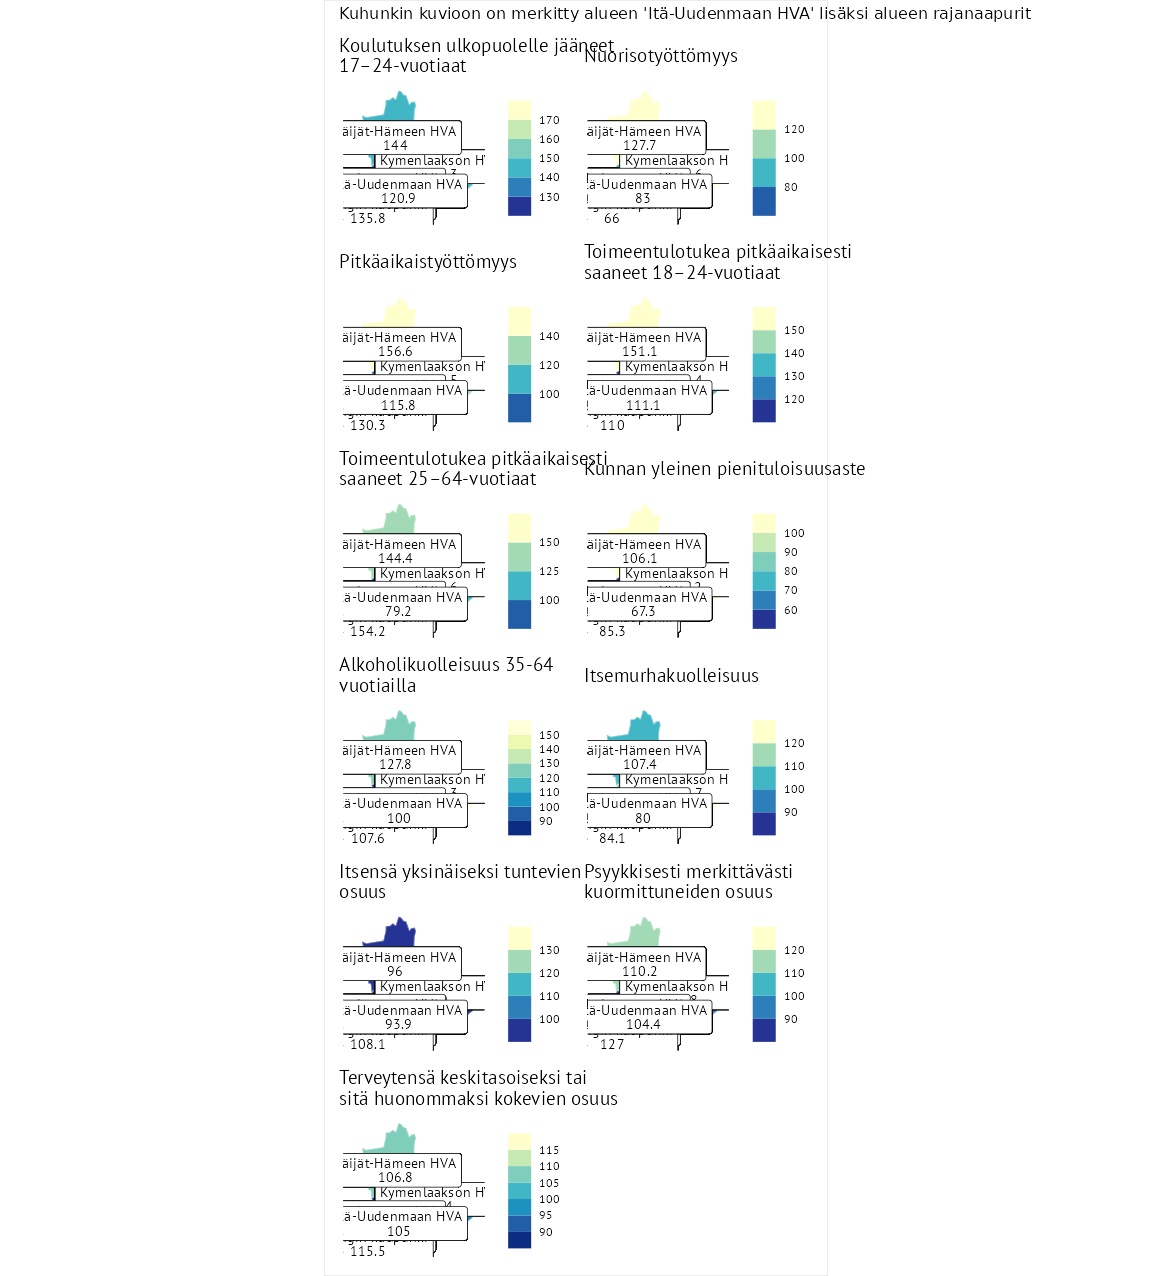 Kuhunkin kuvioon on merkitty alueen 'Itä-Uudenmaan HVA' lisäksi alueen rajanaapurit
Koulutuksen ulkopuolelle jääneet
17–24-vuotiaat
äijät-Hämeen HVA
144
Kymenlaakson H
ä-Uudenmaan HVA
120.9
135.8
170
160
150
140
130
Nuorisotyöttömyys
äijät-Hämeen HVA
127.7
Kymenlaakson H
tä-Uudenmaan HVA
83
66
120
100
80
Pitkäaikaistyöttömyys
äijät-Hämeen HVA
156.6
Kymenlaakson H
ä-Uudenmaan HVA
115.8
130.3
140
120
100
Toimeentulotukea pitkäaikaisesti
saaneet 18–24-vuotiaat
äijät-Hämeen HVA
151.1
Kymenlaakson H
tä-Uudenmaan HVA
111.1
110
150
140
130
120
Toimeentulotukea pitkäaikaisesti
saaneet 25–64-vuotiaat
äijät-Hämeen HVA
144.4
Kymenlaakson H
ä-Uudenmaan HVA
79.2
154.2
150
125
100
Kunnan yleinen pienituloisuusaste
äijät-Hämeen HVA
106.1
Kymenlaakson H
tä-Uudenmaan HVA
67.3
85.3
100
90
80
70
60
Alkoholikuolleisuus 35-64
vuotiailla
äijät-Hämeen HVA
127.8
Kymenlaakson H
ä-Uudenmaan HVA
100
107.6
150
140
130
120
110
100
90
Itsemurhakuolleisuus
äijät-Hämeen HVA
107.4
Kymenlaakson H
tä-Uudenmaan HVA
80
84.1
120
110
100
90
Itsensä yksinäiseksi tuntevien
osuus
äijät-Hämeen HVA
96
Kymenlaakson H
ä-Uudenmaan HVA
93.9
108.1
130
120
110
100
Psyykkisesti merkittävästi
kuormittuneiden osuus
äijät-Hämeen HVA
110.2
Kymenlaakson H
tä-Uudenmaan HVA
104.4
127
120
110
100
90
Terveytensä keskitasoiseksi tai
sitä huonommaksi kokevien osuus
äijät-Hämeen HVA
106.8
Kymenlaakson H
ä-Uudenmaan HVA
105
115.5
115
110
105
100
95
90